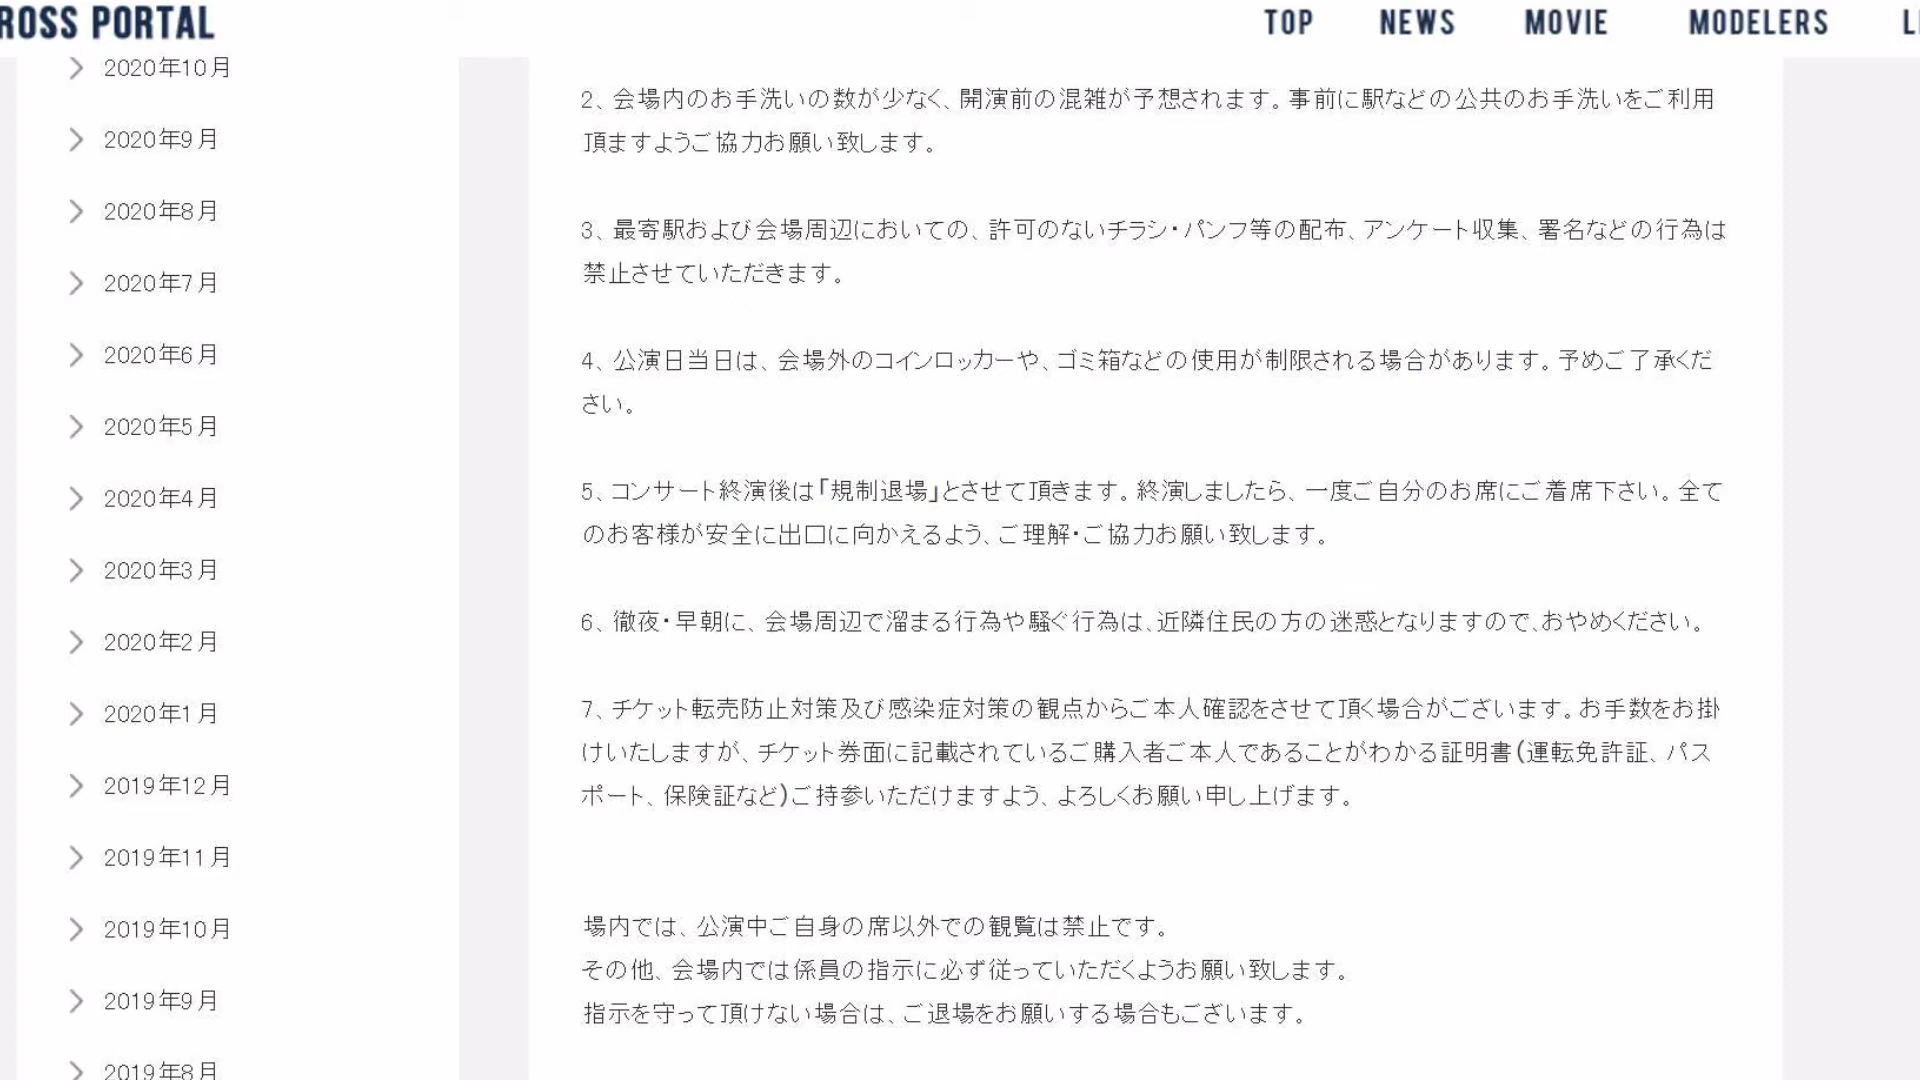 ROSS PORTAL
TOP
NEWS
MOVIE
MODELERS
2020年10月
2020年9月
2020年8月
2020年7月
2020年6月
2020年5月
2020年4月
2020年3月
2020年2月
2020年1月
2019年12月
2019年11月
2019年10月
2019年9月
2019年8月
2、会場内のお手洗いの数が少なく、開演前の混雑が予想されます。事前に駅などの公共のお手洗いをご利用
頂ますようご協力お願い致します。
3、最寄駅および会場周辺においての、許可のないチラシ・パンフ等の配布、アンケート収集、署名などの行為は
禁止させていただきます。
4、公演日当日は、会場外のコインロッカーや、ゴミ箱などの使用が制限される場合があります。予めご了承くだ
さい。
5、コンサート終演後は「規制退場」とさせて頂きます。終演しましたら、一度ご自分のお席にご着席下さい。全て
のお客様が安全に出口に向かえるよう、ご理解・ご協力お願い致します。
6、徹夜・早朝に、会場周辺で溜まる行為や騒ぐ行為は、近隣住民の方の迷惑となりますので、おやめください。
7、チケット転売防止対策及び感染症対策の観点からご本人確認をさせて頂く場合がございます。お手数をお掛
けいたしますが、チケット券面に記載されているご購入者ご本人であることがわかる証明書(運転免許証、パス
ポート、保険証など)ご持参いただけますよう、よろしくお願い申し上げます。
場内では、公演中ご自身の席以外での観覧は禁止です。
その他、会場内では係員の指示に必ず従っていただくようお願い致します。
指示を守って頂けない場合は、ご退場をお願いする場合もございます。